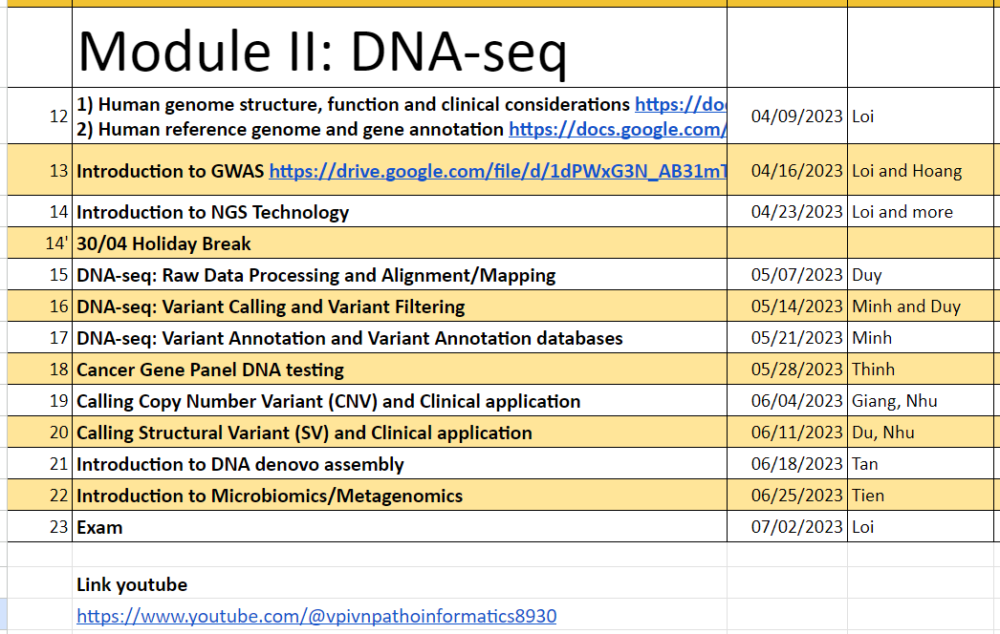 Module II: DNA-seq
12 1) Human genome structure, function and clinical considerations https://do 04/09/2023 Loi
2) Human reference genome and gene annotation https://docs.google.com/
13 Introduction to GWAS https://drive.google.com/file/d/1dPWxG3N_AB31mT 04/16/2023 Loi and Hoang
14 Introduction to NGS Technology 04/23/2023 Loi and more
14' 30/04 Holiday Break
15 DNA-seq: Raw Data Processing and Alignment/Mapping 05/07/2023 Duy
16 DNA-seq: Variant Calling and Variant Filtering 05/14/2023 Minh and Duy
17 DNA-seq: Variant Annotation and Variant Annotation databases 05/21/2023 Minh
18 Cancer Gene Panel DNA testing 05/28/2023 Thinh
19 Calling Copy Number Variant (CNV) and Clinical application 06/04/2023 Giang, Nhu
20 Calling Structural Variant (SV) and Clinical application 06/11/2023 Du, Nhu
21 Introduction to DNA denovo assembly 06/18/2023 Tan
22 Introduction to Microbiomics/Metagenomics 06/25/2023 Tien
23 Exam 07/02/2023 Loi
Link youtube
https://www.youtube.com/@vpivnpathoinformatics8930